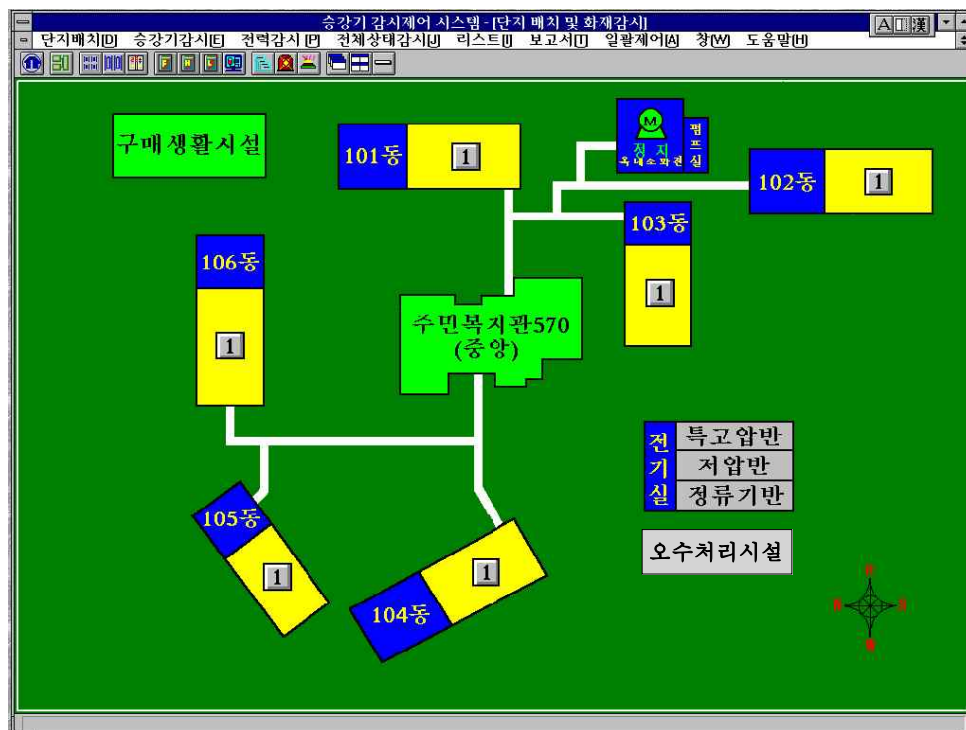 승강기 감시제어 시스템 - [단지 배치 및 화재감시]
A 漢
단지배치[D] 승강기감시[E] 전력감시 [P] 전체상태감시[J] 리스트[I] 보고서[T] 일괄제어[A] 창[W] 도움말[H]
구매생활시설
101동
1
M
정지
옥내소화전
펌프실
102동
1
103동
1
106동
1
주민복지관570
(중앙)
전기실
특고압반
저압반
정류기반
오수처리시설
105동
1
104동
1